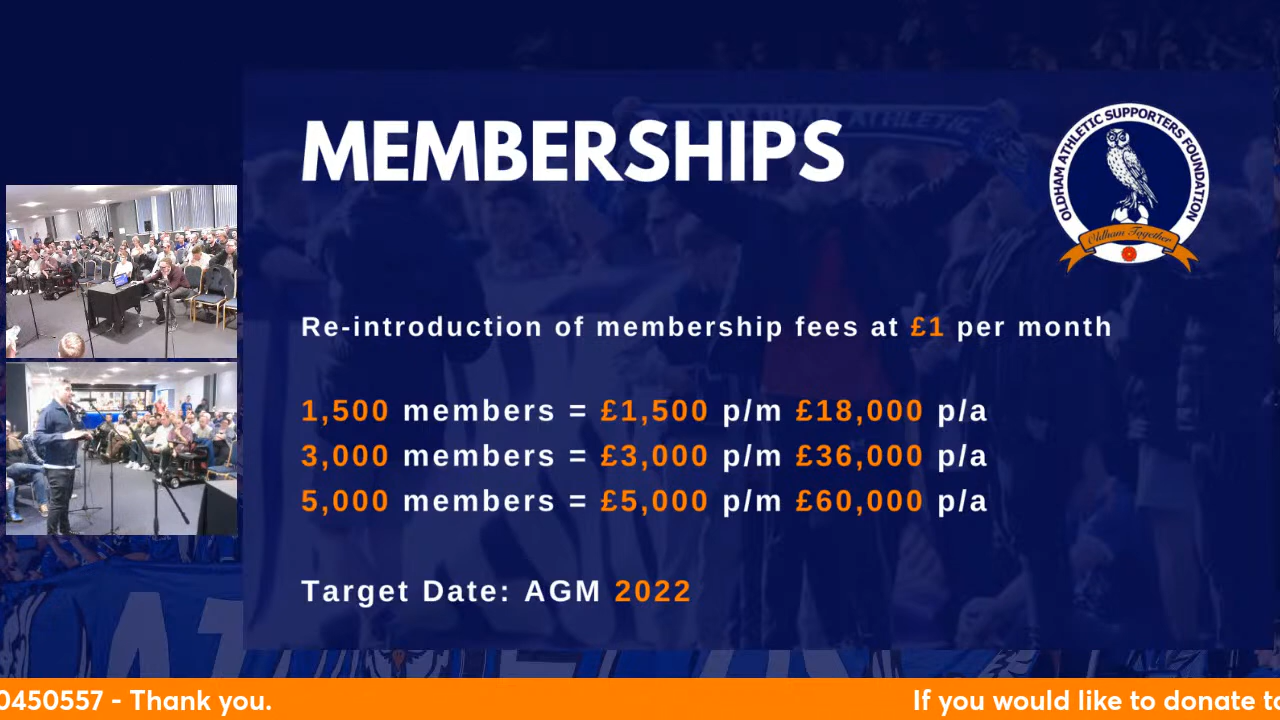 MEMBERSHIPS
OLDHAM ATHLETIC SUPPORTERS FOUNDATION
Oldham Together
Re-introduction of membership fees at £1 per month
1,500 members = £1,500 p/m £18,000 p/a
3,000 members = £3,000 p/m £36,000 p/a
5,000 members = £5,000 p/m £60,000 p/a
Target Date: AGM 2022
0450557 - Thank you.
If you would like to donate to